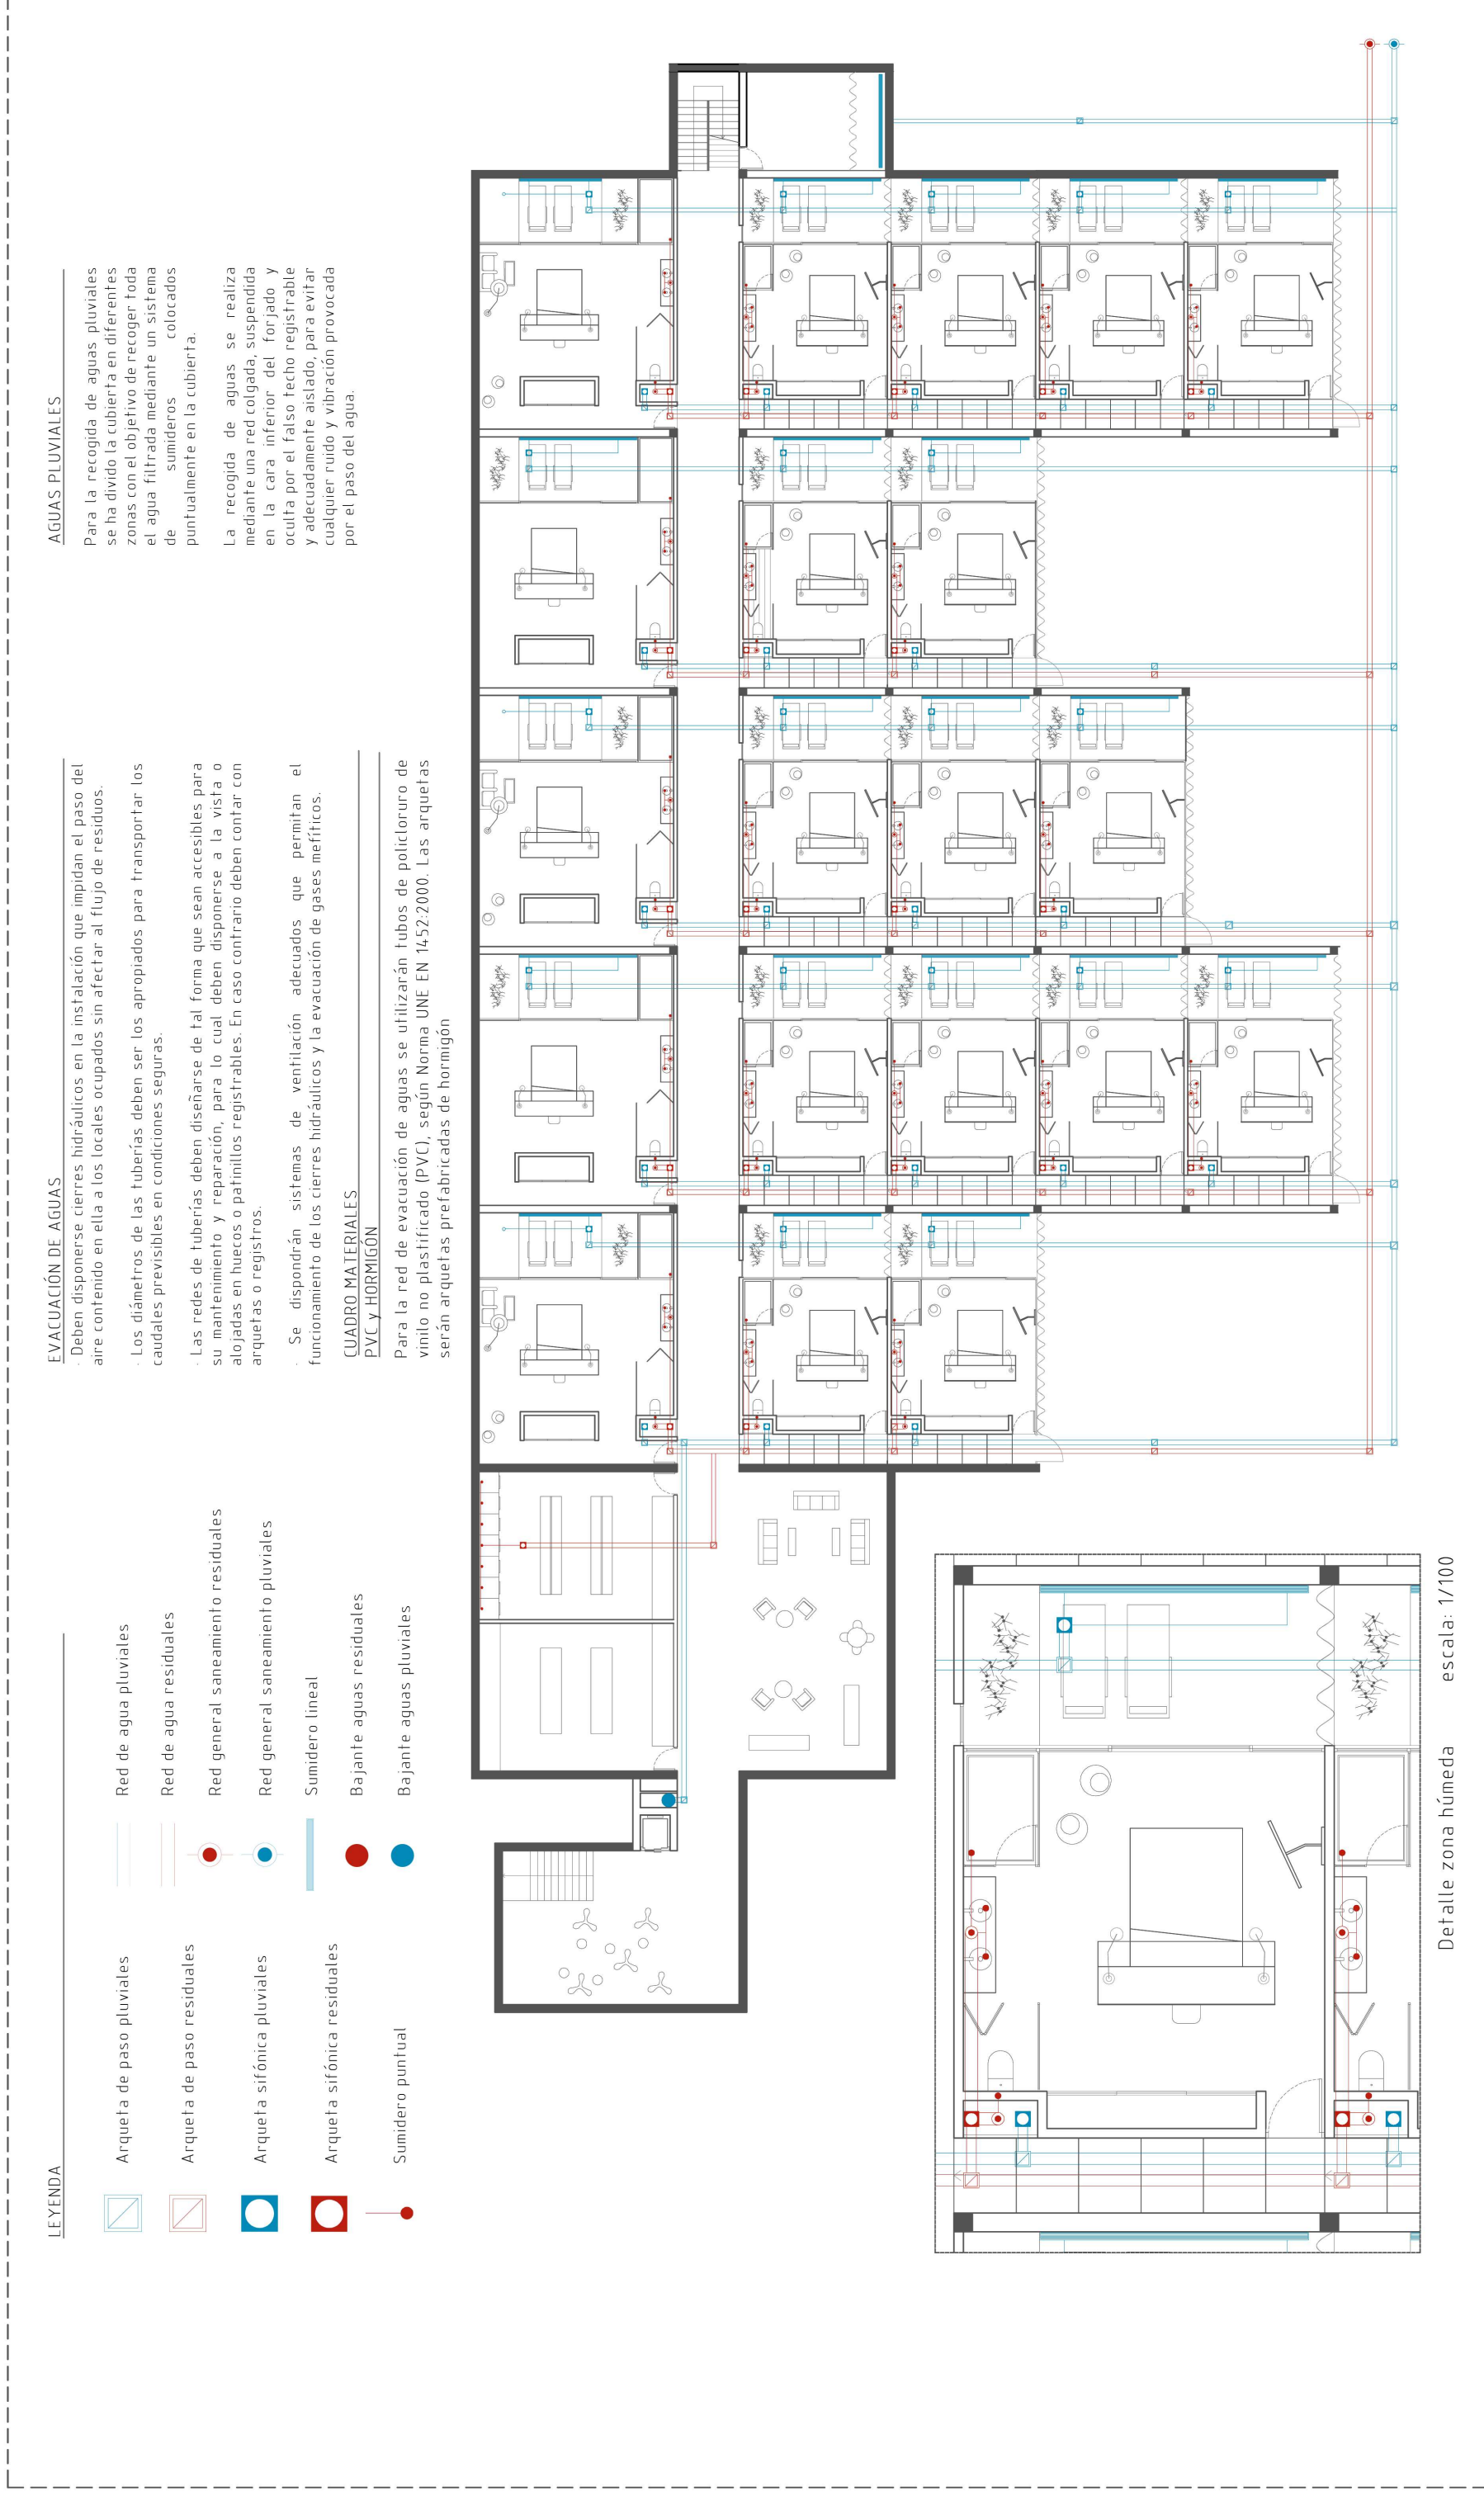 LEYENDA
Arqueta de paso pluviales
Arqueta de paso residuales
Arqueta sifónica pluviales
Arqueta sifónica residuales
Sumidero puntual
Red de agua pluviales
Red de agua residuales
Red general saneamiento residuales
Red general saneamiento pluviales
Sumidero lineal
Bajante aguas residuales
Bajante aguas pluviales
EVACUACIÓN DE AGUAS
· Deben disponerse cierres hidráulicos en la instalación que impidan el paso del
aire contenido en ella a los locales ocupados sin afectar al flujo de residuos.
· Los diámetros de las tuberías deben ser los apropiados para transportar los
caudales previsibles en condiciones seguras.
· Las redes de tuberías deben diseñarse de tal forma que sean accesibles para
su mantenimiento y reparación, para lo cual deben disponerse a la vista o
alojadas en huecos o patinillos registrables. En caso contrario deben contar con
arquetas o registros.
· Se dispondrán sistemas de ventilación adecuados que permitan el
funcionamiento de los cierres hidráulicos y la evacuación de gases mefíticos.
CUADRO MATERIALES
PVC y HORMIGÓN
Para la red de evacuación de aguas se utilizarán tubos de policloruro de
vinilo no plastificado (PVC), según Norma UNE EN 1452:2000. Las arquetas
serán arquetas prefabricadas de hormigón
AGUAS PLUVIALES
Para la recogida de aguas pluviales
se ha divido la cubierta en diferentes
zonas con el objetivo de recoger toda
el agua filtrada mediante un sistema
de sumideros colocados
puntualmente en la cubierta.
La recogida de aguas se realiza
mediante una red colgada, suspendida
en la cara inferior del forjado y
oculta por el falso techo registrable
y adecuadamente aislado, para evitar
cualquier ruido y vibración provocada
por el paso del agua.
Detalle zona húmeda escala: 1/100